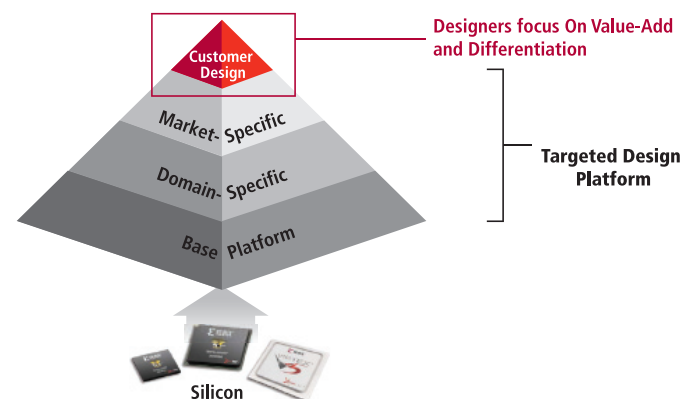 Designers focus On Value-Add
and Differentiation
Customer
Design
Market- Specific
Domain- Specific
Base Platform
Targeted Design
Platform
Silicon